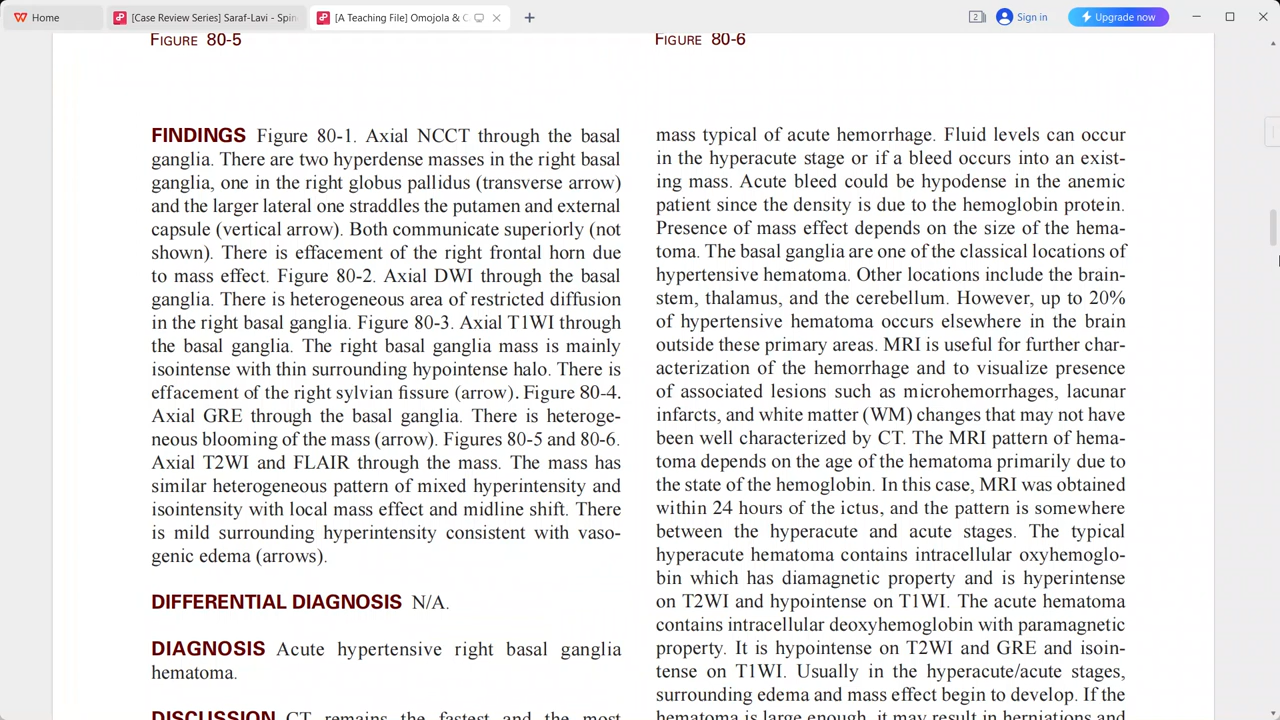 Home
[Case Review Series] Saraf-Lavi - Spin
[A Teaching File] Omojola & C
2
Sign in
Upgrade now
FIGURE 80-5
FINDINGS Figure 80-1. Axial NCCT through the basal
ganglia. There are two hyperdense masses in the right basal
ganglia, one in the right globus pallidus (transverse arrow)
and the larger lateral one straddles the putamen and external
capsule (vertical arrow). Both communicate superiorly (not
shown). There is effacement of the right frontal horn due
to mass effect. Figure 80-2. Axial DWI through the basal
ganglia. There is heterogeneous area of restricted diffusion
in the right basal ganglia. Figure 80-3. Axial T1WI through
the basal ganglia. The right basal ganglia mass is mainly
isointense with thin surrounding hypointense halo. There is
effacement of the right sylvian fissure (arrow). Figure 80-4.
Axial GRE through the basal ganglia. There is heteroge-
neous blooming of the mass (arrow). Figures 80-5 and 80-6.
Axial T2WI and FLAIR through the mass. The mass has
similar heterogeneous pattern of mixed hyperintensity and
isointensity with local mass effect and midline shift. There
is mild surrounding hyperintensity consistent with vaso-
genic edema (arrows).
DIFFERENTIAL DIAGNOSIS N/A.
DIAGNOSIS Acute hypertensive right basal ganglia
hematoma.
DISCUSSION CT remains the fastest and the most
FIGURE 80-6
mass typical of acute hemorrhage. Fluid levels can occur
in the hyperacute stage or if a bleed occurs into an exist-
ing mass. Acute bleed could be hypodense in the anemic
patient since the density is due to the hemoglobin protein.
Presence of mass effect depends on the size of the hema-
toma. The basal ganglia are one of the classical locations of
hypertensive hematoma. Other locations include the brain-
stem, thalamus, and the cerebellum. However, up to 20%
of hypertensive hematoma occurs elsewhere in the brain
outside these primary areas. MRI is useful for further char-
acterization of the hemorrhage and to visualize presence
of associated lesions such as microhemorrhages, lacunar
infarcts, and white matter (WM) changes that may not have
been well characterized by CT. The MRI pattern of hema-
toma depends on the age of the hematoma primarily due to
the state of the hemoglobin. In this case, MRI was obtained
within 24 hours of the ictus, and the pattern is somewhere
between the hyperacute and acute stages. The typical
hyperacute hematoma contains intracellular oxyhemoglo-
bin which has diamagnetic property and is hyperintense
on T2WI and hypointense on T1WI. The acute hematoma
contains intracellular deoxyhemoglobin with paramagnetic
property. It is hypointense on T2WI and GRE and isoin-
tense on T1WI. Usually in the hyperacute/acute stages,
surrounding edema and mass effect begin to develop. If the
hematoma is large enough, it may result in herniations and